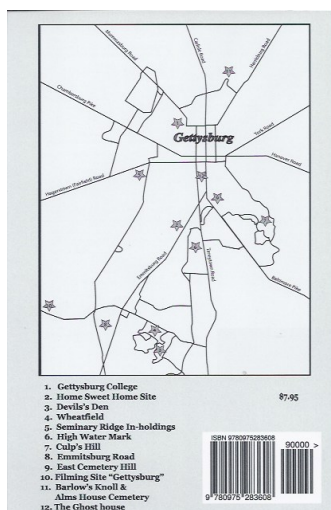 Mummasburg Road
Carlisle Road
Harrisburg Road
Chambersburg Pike
Gettysburg
York Road
Hanover Road
Hagerstown (Fairfield) Road
Emmitsburg Road
Taneytown Road
Baltimore Pike
1. Gettysburg College
2. Home Sweet Home Site
3. Devils's Den
4. Wheatfield
5. Seminary Ridge In-holdings
6. High Water Mark
7. Culp's Hill
8. Emmitsburg Road
9. East Cemetery Hill
10. Filming Site "Gettysburg"
11. Barlow's Knoll &
Alms House Cemetery
12. The Ghost house
$7.95
ISBN 9780975283608
90000 >
9 780975 283608